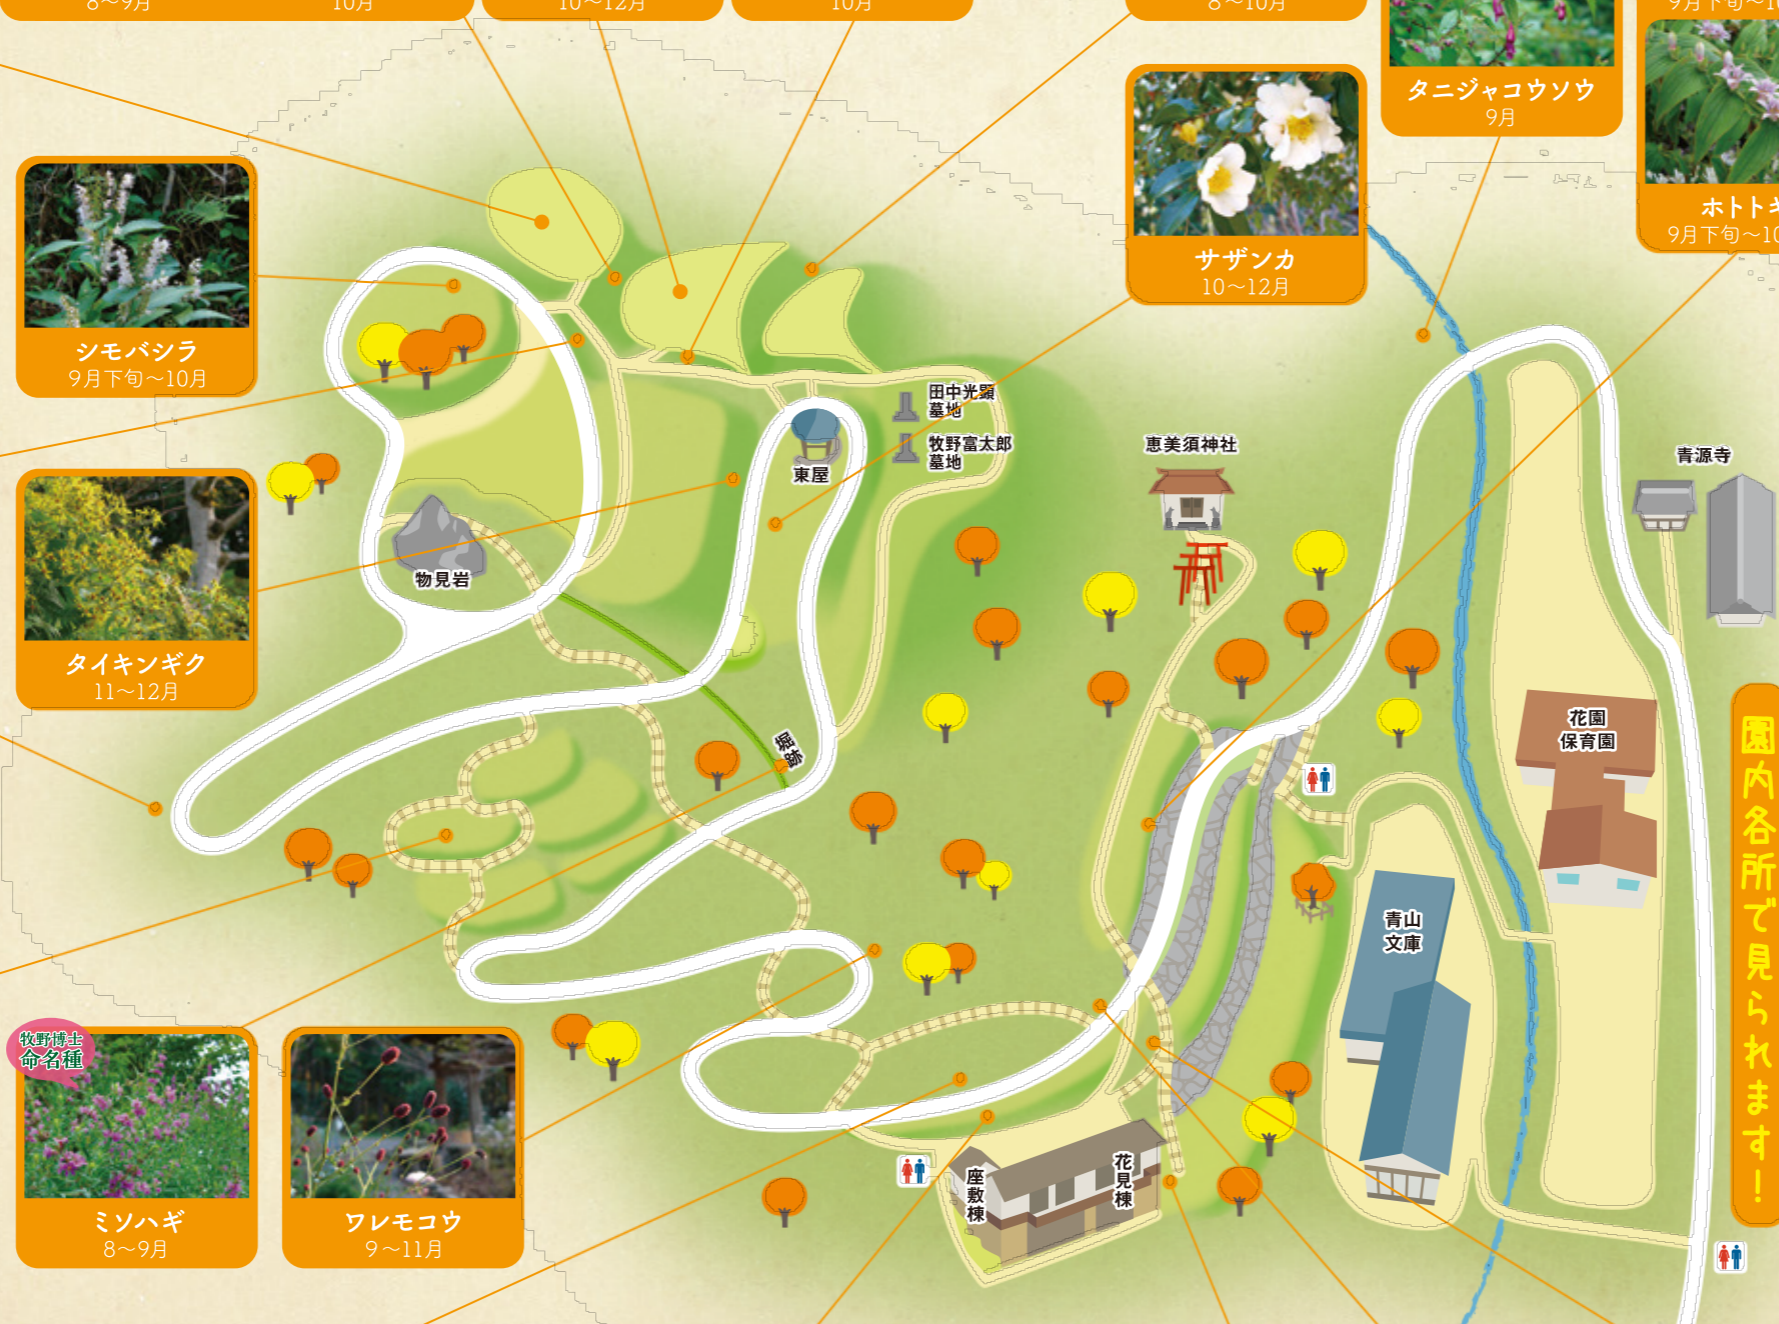 8～9月
10月
10～12月
10月
8～10月
9月下旬～10
タニジャコウソウ
9月
ホトトギ
9月下旬～10
サザンカ
10～12月
シモバシラ
9月下旬～10月
タイキンギク
11～12月
田中光顕
墓地
牧野富太郎
墓地
東屋
物見岩
恵美須神社
青源寺
花園
保育園
青山
文庫
座敷棟
花見棟
園内各所で見られます！
牧野博士
命名種
ミソハギ
8～9月
ワレモコウ
9～11月